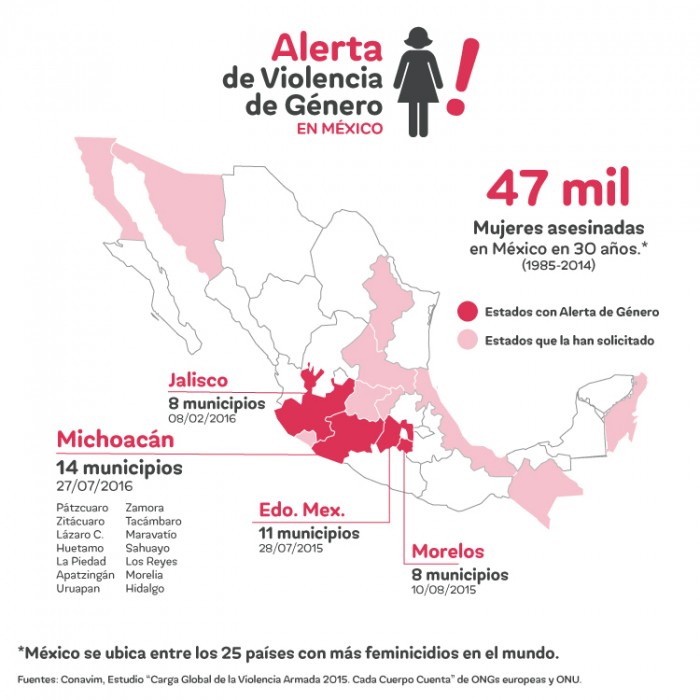 Alerta
de Violencia
de Género
EN MÉXICO
!
47 mil
Mujeres asesinadas
en México en 30 años.*
(1985-2014)
Estados con Alerta de Género
Estados que la han solicitado
Jalisco
8 municipios
08/02/2016
Michoacán
14 municipios
27/07/2016
Pátzcuaro Zamora
Zitácuaro Tacámbaro
Lázaro C. Maravatío
Huetamo Sahuayo
La Piedad Los Reyes
Apatzingán Morelia
Uruapan Hidalgo
Edo. Mex.
11 municipios
28/07/2015
Morelos
8 municipios
10/08/2015
*México se ubica entre los 25 países con más feminicidios en el mundo.
Fuentes: Conavim, Estudio “Carga Global de la Violencia Armada 2015. Cada Cuerpo Cuenta” de ONGs europeas y ONU.